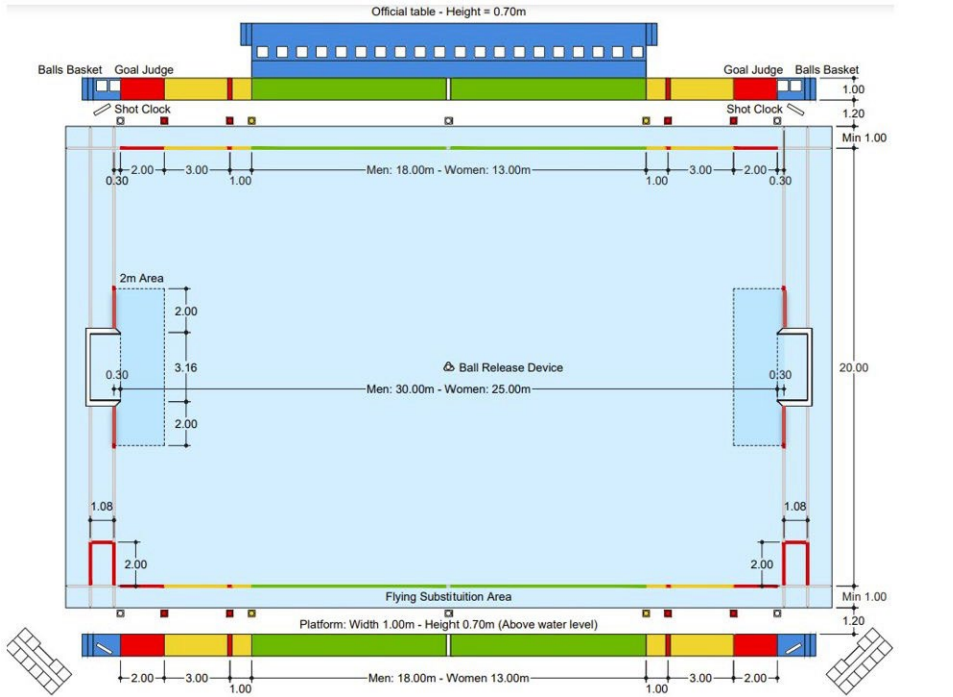 Official table - Height = 0.70m
Balls Basket Goal Judge
Goal Judge Balls Basket
1.00
Shot Clock
Shot Clock
1.20
Min 1.00
2.00 3.00 Men: 18.00m - Women: 13.00m 3.00 2.00
0.30 1.00 1.00 0.30
2m Area
2.00
3.16
Ball Release Device
20.00
0.30 0.30
Men: 30.00m - Women: 25.00m
2.00
1.08 1.08
2.00 2.00
Flying Substituition Area
Min 1.00
Platform: Width 1.00m - Height 0.70m (Above water level)
1.20
2.00 3.00 Men: 18.00m - Women 13.00m 3.00 2.00
1.00 1.00